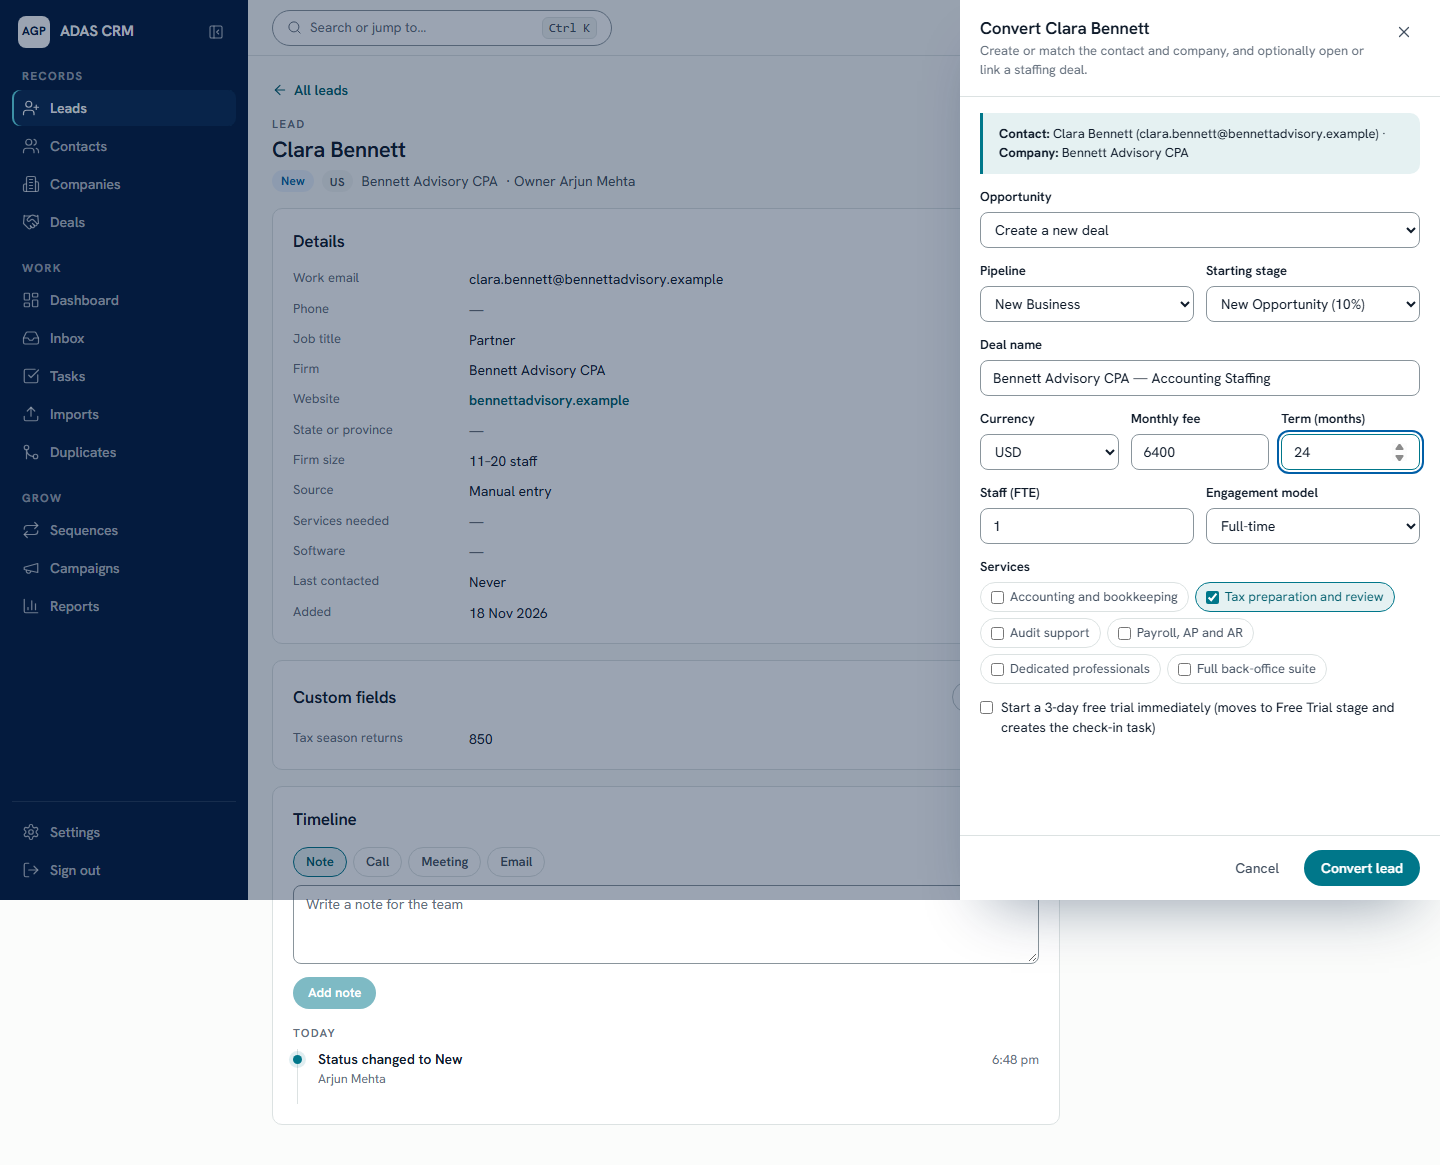 AGP ADAS CRM
RECORDS
Leads
Contacts
Companies
Deals
WORK
Dashboard
Inbox
Tasks
Imports
Duplicates
GROW
Sequences
Campaigns
Reports
Settings
Sign out
Search or jump to... Ctrl K
All leads
LEAD
Clara Bennett
New US Bennett Advisory CPA · Owner Arjun Mehta
Details
Work email clara.bennett@bennettadvisory.example
Phone —
Job title Partner
Firm Bennett Advisory CPA
Website bennettadvisory.example
State or province —
Firm size 11–20 staff
Source Manual entry
Services needed —
Software —
Last contacted Never
Added 18 Nov 2026
Custom fields
Tax season returns 850
Timeline
Note Call Meeting Email
Write a note for the team
Add note
TODAY
Status changed to New 6:48 pm
Arjun Mehta
Convert Clara Bennett
Create or match the contact and company, and optionally open or
link a staffing deal.
Contact: Clara Bennett (clara.bennett@bennettadvisory.example) ·
Company: Bennett Advisory CPA
Opportunity
Create a new deal
Pipeline Starting stage
New Business New Opportunity (10%)
Deal name
Bennett Advisory CPA — Accounting Staffing
Currency Monthly fee Term (months)
USD 6400 24
Staff (FTE) Engagement model
1 Full-time
Services
Accounting and bookkeeping Tax preparation and review
Audit support Payroll, AP and AR
Dedicated professionals Full back-office suite
Start a 3-day free trial immediately (moves to Free Trial stage and
creates the check-in task)
Cancel Convert lead